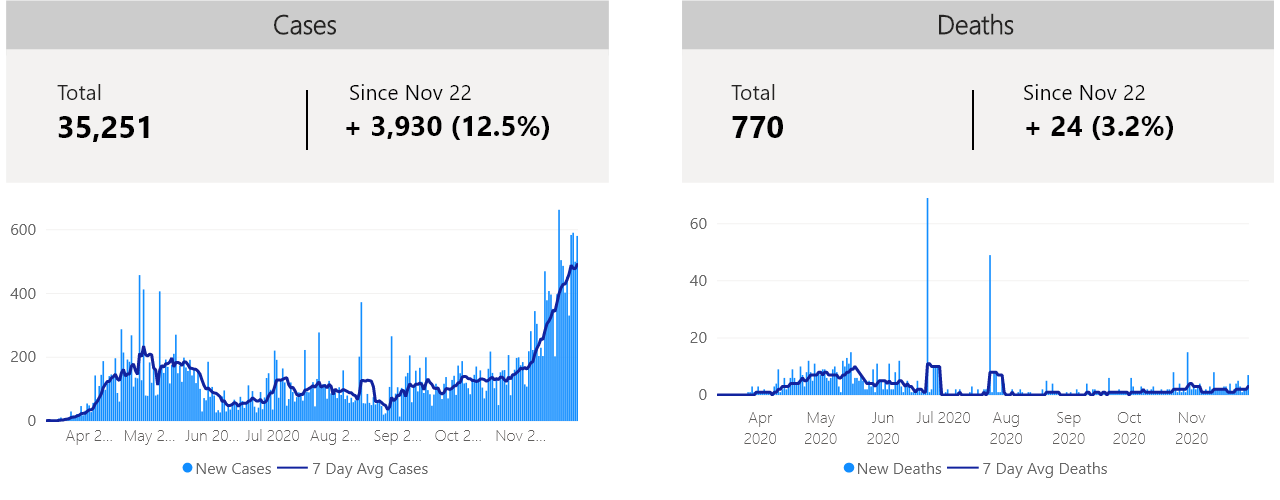 Cases
Total
35,251
Since Nov 22
+ 3,930 (12.5%)
600
400
200
0
Apr 2... May 2... Jun 20... Jul 2020 Aug 2... Sep 2... Oct 2... Nov 2...
New Cases 7 Day Avg Cases
Deaths
Total
770
Since Nov 22
+ 24 (3.2%)
60
40
20
0
Apr 2020 May 2020 Jun 2020 Jul 2020 Aug 2020 Sep 2020 Oct 2020 Nov 2020
New Deaths 7 Day Avg Deaths